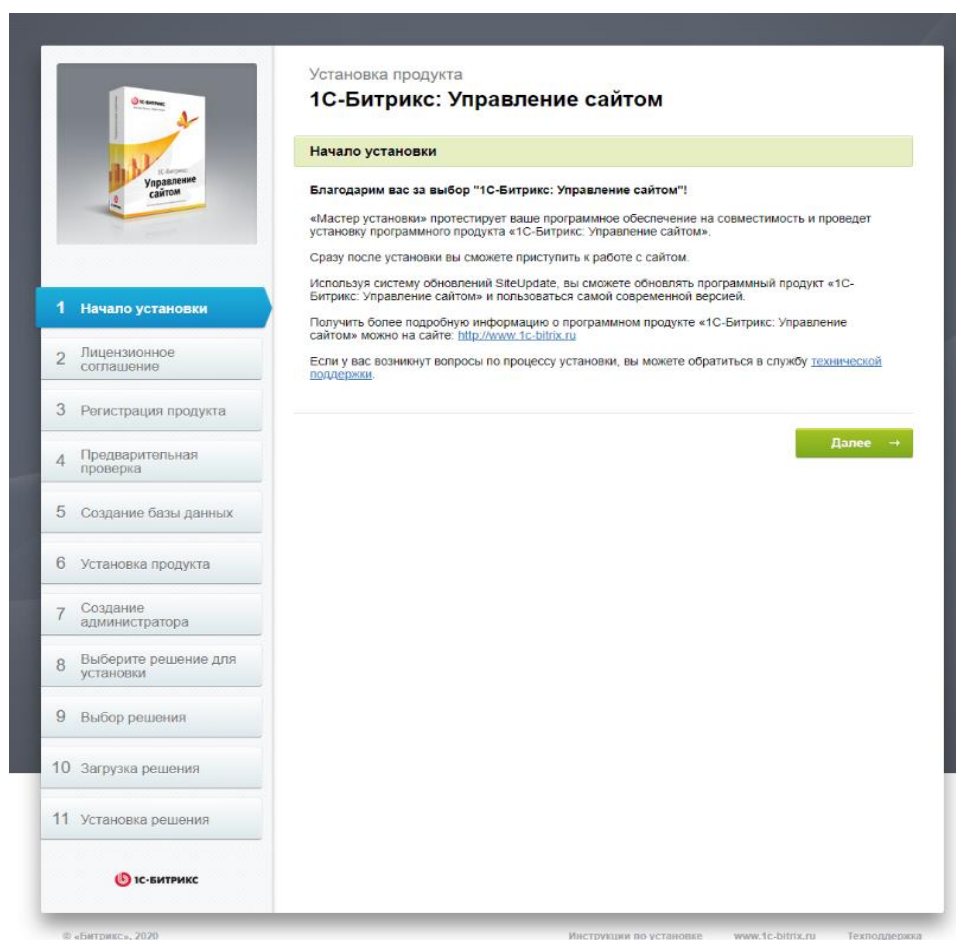 1С-БИТРИКС
1С-Битрикс:
Управление
сайтом
Установка продукта
1С-Битрикс: Управление сайтом
Начало установки
Благодарим вас за выбор "1С-Битрикс: Управление сайтом"!
«Мастер установки» протестирует ваше программное обеспечение на совместимость и проведет
установку программного продукта «1С-Битрикс: Управление сайтом».
Сразу после установки вы сможете приступить к работе с сайтом.
Используя систему обновлений SiteUpdate, вы сможете обновлять программный продукт «1С-
Битрикс: Управление сайтом» и пользоваться самой современной версией.
Получить более подробную информацию о программном продукте «1С-Битрикс: Управление
сайтом» можно на сайте: http://www.1c-bitrix.ru
Если у вас возникнут вопросы по процессу установки, вы можете обратиться в службу технической
поддержки.
Далее →
1 Начало установки
2 Лицензионное
соглашение
3 Регистрация продукта
4 Предварительная
проверка
5 Создание базы данных
6 Установка продукта
7 Создание
администратора
8 Выберите решение для
установки
9 Выбор решения
10 Загрузка решения
11 Установка решения
1С-БИТРИКС
© «Битрикс», 2020
Инструкции по установке www.1c-bitrix.ru Техподдержка